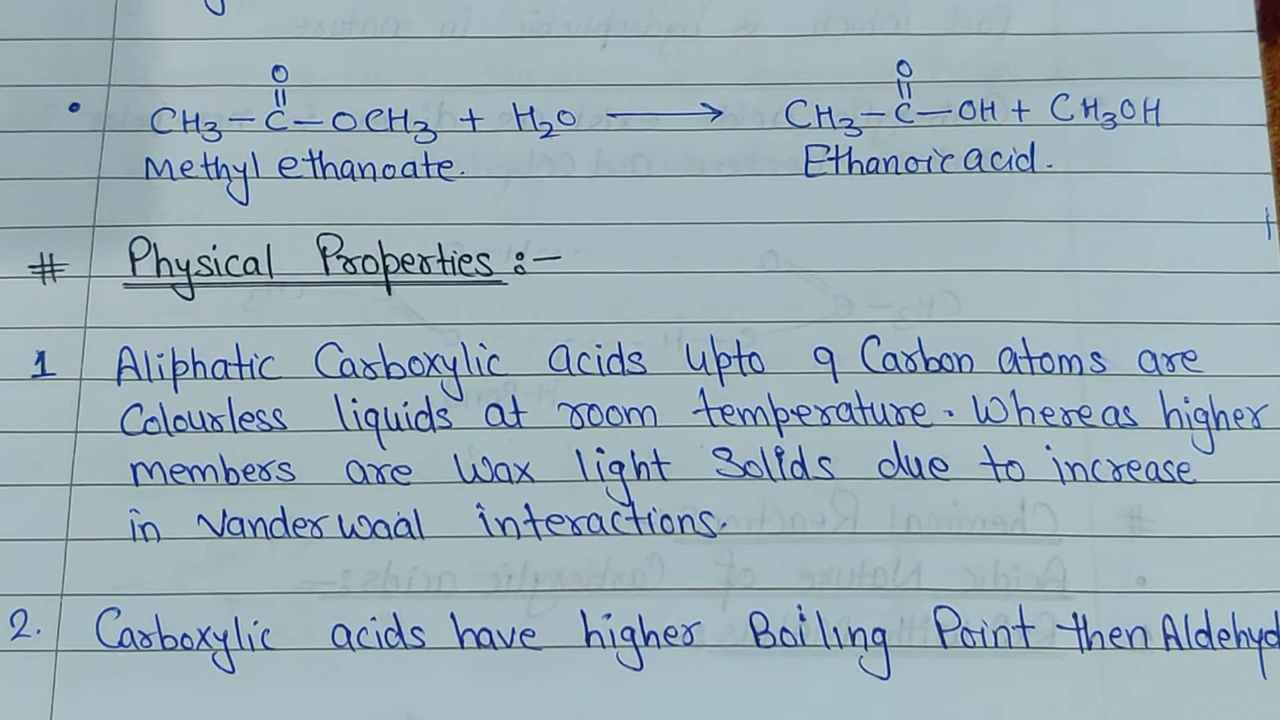 O O
• CH3 – C – OCH3 + H2O ⟶ CH3 – C – OH + CH3OH
Methyl ethanoate. Ethanoic acid.
# Physical Properties :–
1 Aliphatic Carboxylic acids upto 9 Carbon atoms are
Colourless liquids at room temperature. Whereas higher
members are wax light solids due to increase
in Vanderwaal interactions.
2. Carboxylic acids have higher Boiling Point then Aldehyd